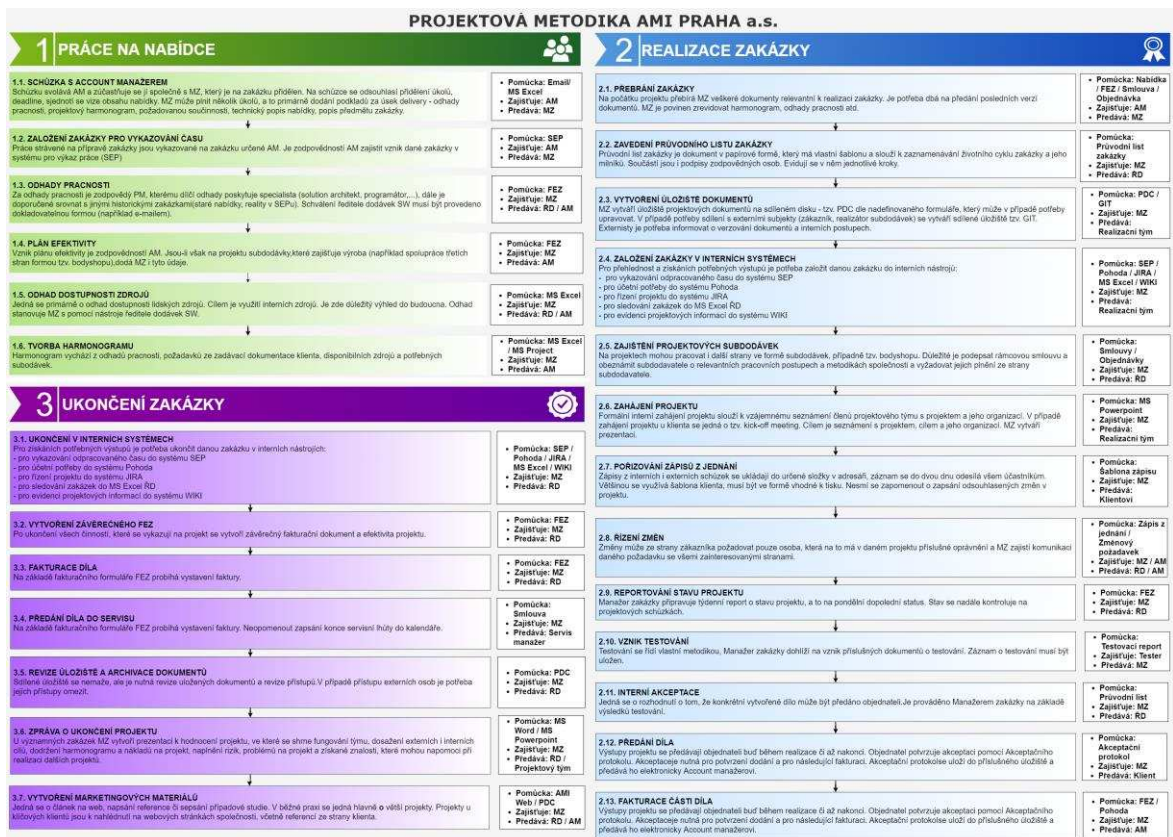 PROJEKTOVÁ METODIKA AMI PRAHA a.s.
1 PRÁCE NA NABÍDCE
1.1. SCHŮZKA S ACCOUNT MANAŽEREM
Schůzku svolává AM a zúčastňuje se jí společně s MZ, který je na zakázku přidělen. Na schůzce se odsouhlasí přidělení úkolů,
deadline, sjednotí se vize obsahu nabídky. MZ může plnit několik úkolů, a to primárně dodání podkladů za úsek delivery - odhady
pracnosti, projektový harmonogram, požadovanou součinnosti, technický popis nabídky, popis předmětu zakázky.
• Pomůcka: Email/
MS Excel
• Zajišťuje: AM
• Předává: MZ
1.2. ZALOŽENÍ ZAKÁZKY PRO VYKAZOVÁNÍ ČASU
Práce strávené na přípravě zakázky jsou vykazované na zakázku určené AM. Je zodpovědností AM zajistit vznik dané zakázky v
systému pro výkaz práce (SEP)
• Pomůcka: SEP
• Zajišťuje: AM
• Předává: MZ
1.3. ODHADY PRACNOSTI
Za odhady pracnosti je zodpovědý PM, kterému dílčí odhady poskytuje specialista (solution architekt, programátor,...), dále je
doporučené srovnat s jinými historickými zakázkami(staré nabídky, reality v SEPu). Schválení ředitele dodávek SW musí být provedeno
dokladovatelnou formou (například e-mailem).
• Pomůcka: FEZ
• Zajišťuje: MZ
• Předává: ŘD / AM
1.4. PLÁN EFEKTIVITY
Vznik plánu efektivity je zodpovědností AM. Jsou-li však na projektu subdodávky,které zajišťuje výroba (například spolupráce třetích
stran formou tzv. bodyshopu),dodá MZ i tyto údaje.
• Pomůcka: FEZ
• Zajišťuje: MZ
• Předává: AM
1.5. ODHAD DOSTUPNOSTI ZDROJŮ
Jedná se primárně o odhad dostupnosti lidských zdrojů. Cílem je využití interních zdrojů. Je zde důležitý výhled do budoucna. Odhad
stanovuje MZ s pomocí nástroje ředitele dodávek SW.
• Pomůcka: MS Excel
• Zajišťuje: MZ
• Předává: ŘD / AM
1.6. TVORBA HARMONOGRAMU
Harmonogram vychází z odhadů pracnosti, požadavků ze zadávací dokumentace klienta, disponibilních zdrojů a potřebných
subodávek.
• Pomůcka: MS Excel
/ MS Project
• Zajišťuje: MZ
• Předává: AM
3 UKONČENÍ ZAKÁZKY
3.1. UKONČENÍ V INTERNÍCH SYSTÉMECH
Pro získáních potřebných výstupů je potřeba ukončit danou zakázku v interních nástrojích:
- pro vykazování odpracovaného času do systému SEP
- pro účetní potřeby do systému Pohoda
- pro řízení projektu do systému JIRA
- pro sledování zakázek do MS Excel ŘD
- pro evidenci projektových informací do systému WIKI
• Pomůcka: SEP /
Pohoda / JIRA /
MS Excel / WIKI
• Zajišťuje: MZ
• Předává: ŘD
3.2. VYTVOŘENÍ ZÁVĚREČNÉHO FEZ
Po ukončení všech činností, které se vykazují na projekt se vytvoří závěrečný fakturační dokument a efektivita projektu.
• Pomůcka: FEZ
• Zajišťuje: MZ
• Předává: ŘD
3.3. FAKTURACE DÍLA
Na základě fakturačního formuláře FEZ probíhá vystavení faktury.
• Pomůcka: FEZ
• Zajišťuje: MZ
• Předává: ŘD
3.4. PŘEDÁNÍ DÍLA DO SERVISU
Na základě fakturačního formuláře FEZ probíhá vystavení faktury. Neopomenout zapsání konce servisní lhůty do kalendáře.
• Pomůcka:
Smlouva
• Zajišťuje: MZ
• Předává: Servis
manažer
3.5. REVIZE ÚLOŽIŠTĚ A ARCHIVACE DOKUMENTŮ
Sdílené úložiště se nemaže, ale je nutná revize uložených dokumentů a revize přístupů.V případě přístupu externích osob je potřeba
jejich přístupy omezit.
• Pomůcka: PDC
• Zajišťuje: MZ
• Předává: ŘD
3.6. ZPRÁVA O UKONČENÍ PROJEKTU
U významných zakázek MZ vytvoří prezentaci k hodnocení projektu, ve které se shrne fungování týmu, dosažení externích i interních
cílů, dodržení harmonogramu a nákladů na projekt, naplnění rizik, problémů na projekt a získané znalosti, které mohou napomoci při
realizaci dalších projektů.
• Pomůcka: MS
Word / MS
Powerpoint
• Zajišťuje: MZ
• Předává: ŘD /
Projektový tým
3.7. VYTVOŘENÍ MARKETINGOVÝCH MATERIÁLŮ
Jedná se o článek na web, napsání reference či sepsání případové studie. V běžné praxi se jedná hlavně o větší projekty. Projekty u
klíčových klientů jsou k nahlédnutí na webových stránkách společnosti, včetně referencí ze strany klienta.
• Pomůcka: AMI
Web / PDC
• Zajišťuje: MZ
• Předává: ŘD / AM
2 REALIZACE ZAKÁZKY
2.1. PŘEBRÁNÍ ZAKÁZKY
Na počátku projektu přebírá MZ veškeré dokumenty relevantní k realizaci zakázky. Je potřeba dbá na předání posledních verzí
dokumentů. MZ je povinen zrevidovat harmonogram, odhady pracnosti atd.
• Pomůcka: Nabídka
/ FEZ / Smlouva /
Objednávka
• Zajišťuje: AM
• Předává: MZ
2.2. ZAVEDENÍ PRŮVODNÍHO LISTU ZAKÁZKY
Průvodní list zakázky je dokument v papírové formě, který má vlastní šablonu a slouží k zaznamenávání životního cyklu zakázky a jeho
milníků. Součástí jsou i podpisy zodpovědných osob. Evidují se v něm jednotlivé kroky.
• Pomůcka:
Průvodní list
zakázky
• Zajišťuje: MZ
• Předává: ŘD
2.3. VYTVOŘENÍ ÚLOŽIŠTĚ DOKUMENTŮ
MZ vytváří úložiště projektových dokumentů na sdíleném disku - tzv. PDC dle nadefinovaného formuláře, který může v případě potřeby
upravovat. V případě potřeby sdílení s externími subjekty (zákazník, realizátor subdodávek) se vytváří sdílené úložiště tzv. GIT.
Externisty je potřeba informovat o verzování dokumentů a interních postupech.
• Pomůcka: PDC /
GIT
• Zajišťuje: MZ
• Předává:
Realizační tým
2.4. ZALOŽENÍ ZAKÁZKY V INTERNÍCH SYSTÉMECH
Pro přehlednost a získáních potřebných výstupů je potřeba založit danou zakázku do interních nástrojů:
- pro vykazování odpracovaného času do systému SEP
- pro účetní potřeby do systému Pohoda
- pro řízení projektu do systému JIRA
- pro sledování zakázek do MS Excel ŘD
- pro evidenci projektových informací do systému WIKI
• Pomůcka: SEP /
Pohoda / JIRA /
MS Excel / WIKI
• Zajišťuje: MZ
• Předává:
Realizační tým
2.5. ZAJIŠTĚNÍ PROJEKTOVÝCH SUBDODÁVEK
Na projektech mohou pracovat i další strany ve formě subdodávek, případně tzv. bodyshopu. Důležité je podepsat rámcovou smlouvu a
obeznámit subdodavatele o relevantních pracovních postupech a metodikách společnosti a vyžadovat jejich plnění ze strany
subdodavatele.
• Pomůcka:
Smlouvy /
Objednávky
• Zajišťuje: MZ
• Předává: ŘD
2.6. ZAHÁJENÍ PROJEKTU
Formální interní zahájení projektu slouží k vzájemnému seznámení členů projektového týmu s projektem a jeho organizací. V případě
zahájení projektu u klienta se jedná o tzv. kick-off meeting. Cílem je seznámení s projektem, cílem a jeho organizací. MZ vytváří
prezentaci.
• Pomůcka: MS
Powerpoint
• Zajišťuje: MZ
• Předává:
Realizační tým
2.7. POŘIZOVÁNÍ ZÁPISŮ Z JEDNÁNÍ
Zápisy z interních i externích schůzek se ukládají do určené složky v adresáři, záznam se do dvou dnů odesílá všem účastníkům.
Většinou se využívá šablona klienta, musí být ve formě vhodné k tisku. Nesmí se zapomenout o zapsání odsouhlasených změn v
projektu.
• Pomůcka:
Šablona zápisu
• Zajišťuje: MZ
• Předává:
Klientovi
2.8. ŘÍZENÍ ZMĚN
Změny může ze strany zákazníka požadovat pouze osoba, která na to má v daném projektu příslušné oprávnění a MZ zajistí komunikaci
daného požadavku se všemi zainteresovanými stranami.
• Pomůcka: Zápis z
jednání /
Změnový
požadavek
• Zajišťuje: MZ / AM
• Předává: ŘD / AM
2.9. REPORTOVÁNÍ STAVU PROJEKTU
Manažer zakázky připravuje týdenní report o stavu projektu, a to na pondělní dopolední status. Stav se nadále kontroluje na
projektových schůzkách.
• Pomůcka: FEZ
• Zajišťuje: MZ
• Předává: ŘD
2.10. VZNIK TESTOVÁNÍ
Testování se řídí vlastní metodikou, Manažer zakázky dohlíží na vznik příslušných dokumentů o testování. Záznam o testování musí být
uložen.
• Pomůcka:
Testovací report
• Zajišťuje: Tester
• Předává: MZ
2.11. INTERNÍ AKCEPTACE
Jedná se o rozhodnutí o tom, že konkrétní vytvořené dílo může být předáno objednateli.Je prováděno Manažerem zakázky na základě
výsledků testování.
• Pomůcka:
Průvodní list
• Zajišťuje: MZ
• Předává: ŘD
2.12. PŘEDÁNÍ DÍLA
Výstupy projektu se předávají objednateli buď během realizace či až nakonci. Objednatel potvrzuje akceptaci pomocí Akceptačního
protokolu. Akceptaceje nutná pro potvrzení dodání a pro následující fakturaci. Akceptační protokolse uloží do příslušného úložiště a
předává ho elektronicky Account manažerovi.
• Pomůcka:
Akceptační
protokol
• Zajišťuje: MZ
• Předává: Klient
2.13. FAKTURACE ČÁSTI DÍLA
Výstupy projektu se předávají objednateli buď během realizace či až nakonci. Objednatel potvrzuje akceptaci pomocí Akceptačního
protokolu. Akceptaceje nutná pro potvrzení dodání a pro následující fakturaci. Akceptační protokolse uloží do příslušného úložiště a
předává ho elektronicky Account manažerovi.
• Pomůcka: FEZ /
Pohoda
• Zajišťuje: MZ
• Předává: AM